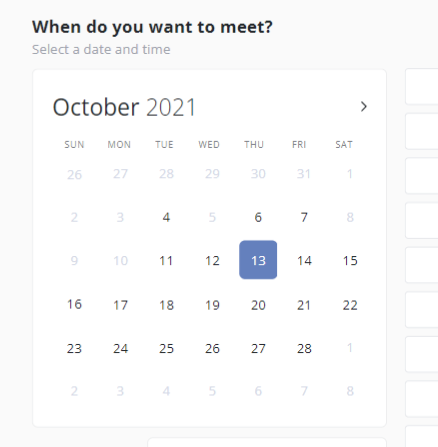 When do you want to meet?
Select a date and time
October 2021
SUN MON TUE WED THU FRI SAT
26 27 28 29 30 31 1
2 3 4 5 6 7 8
9 10 11 12 13 14 15
16 17 18 19 20 21 22
23 24 25 26 27 28 1
2 3 4 5 6 7 8